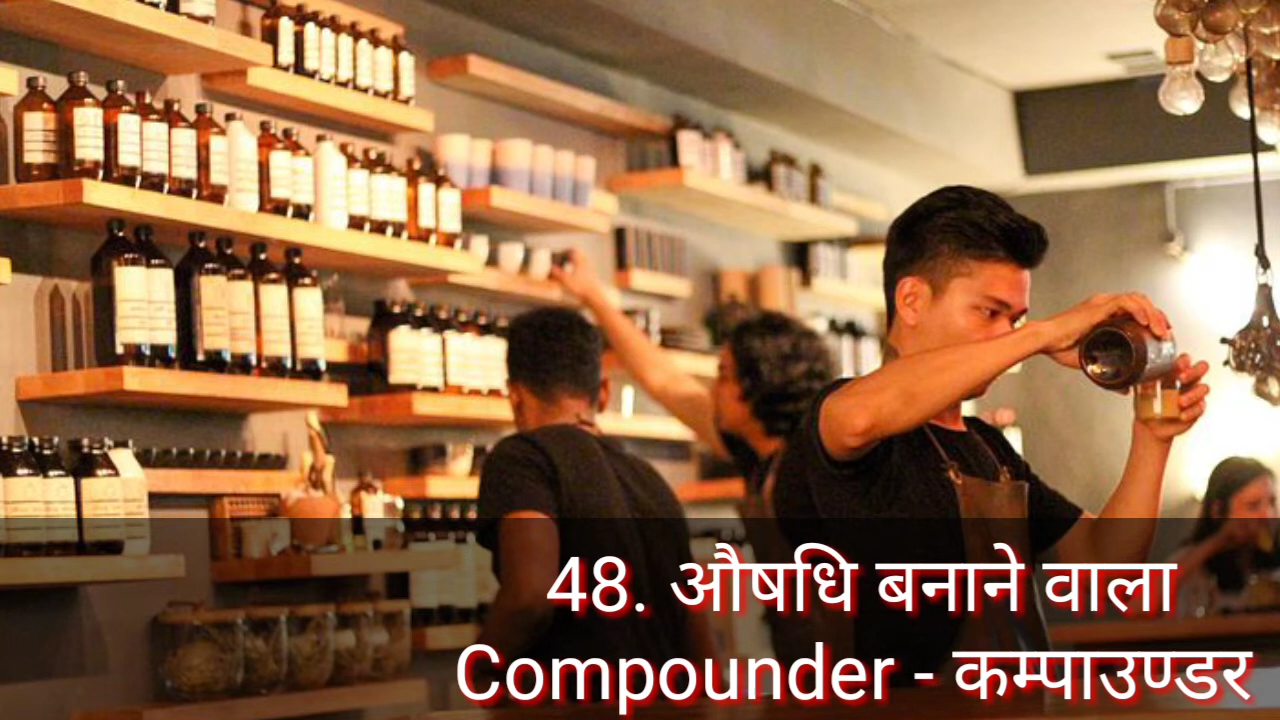 48. औषधि बनाने वाला
Compounder - कम्पाउण्डर